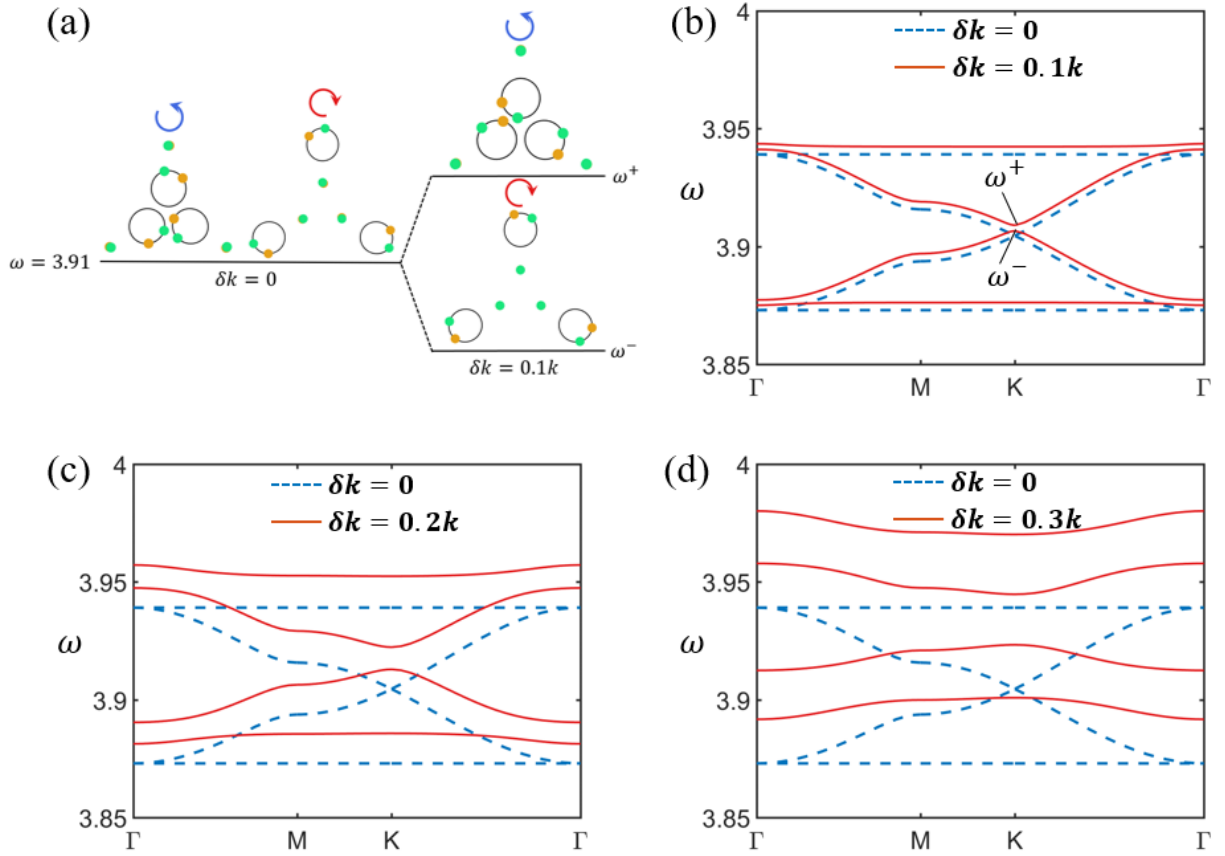 (a)
ω = 3.91
δk = 0
ω⁺
ω⁻
δk = 0.1k
(b)
4
3.95
3.9
3.85
ω
δk = 0
δk = 0.1k
ω⁺
ω⁻
Γ M K Γ
(c)
4
3.95
3.9
3.85
ω
δk = 0
δk = 0.2k
Γ M K Γ
(d)
4
3.95
3.9
3.85
ω
δk = 0
δk = 0.3k
Γ M K Γ